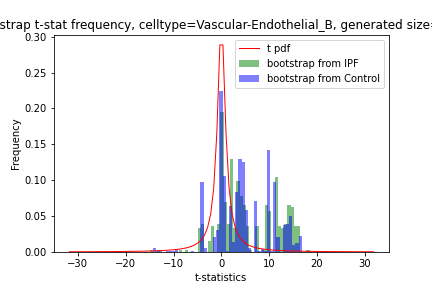 strap t-stat frequency, celltype=Vascular-Endothelial_B, generated size=
t pdf
bootstrap from IPF
bootstrap from Control
Frequency
0.30
0.25
0.20
0.15
0.10
0.05
0.00
−30
−20
−10
0
10
20
30
t-statistics